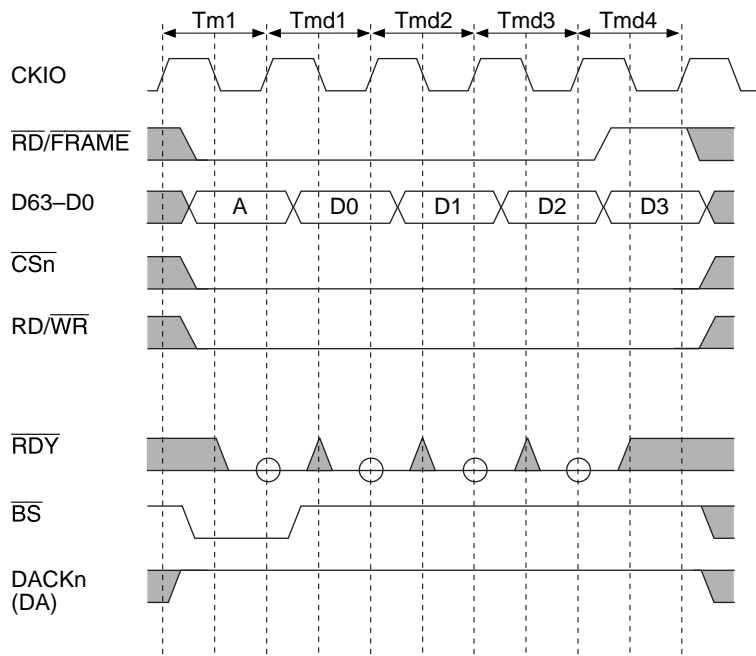 Tm1 Tmd1 Tmd2 Tmd3 Tmd4
CKIO
RD/FRAME
D63–D0 A D0 D1 D2 D3
CSn
RD/WR
RDY
BS
DACKn
(DA)